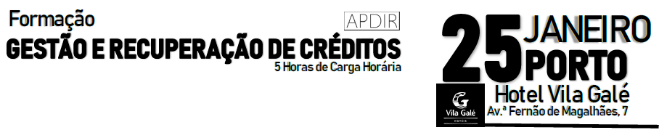 Formação
APDIR
GESTÃO E RECUPERAÇÃO DE CRÉDITOS
5 Horas de Carga Horária
25 JANEIRO
PORTO
Hotel Vila Galé
Av.ª Fernão de Magalhães, 7
Vila Galé